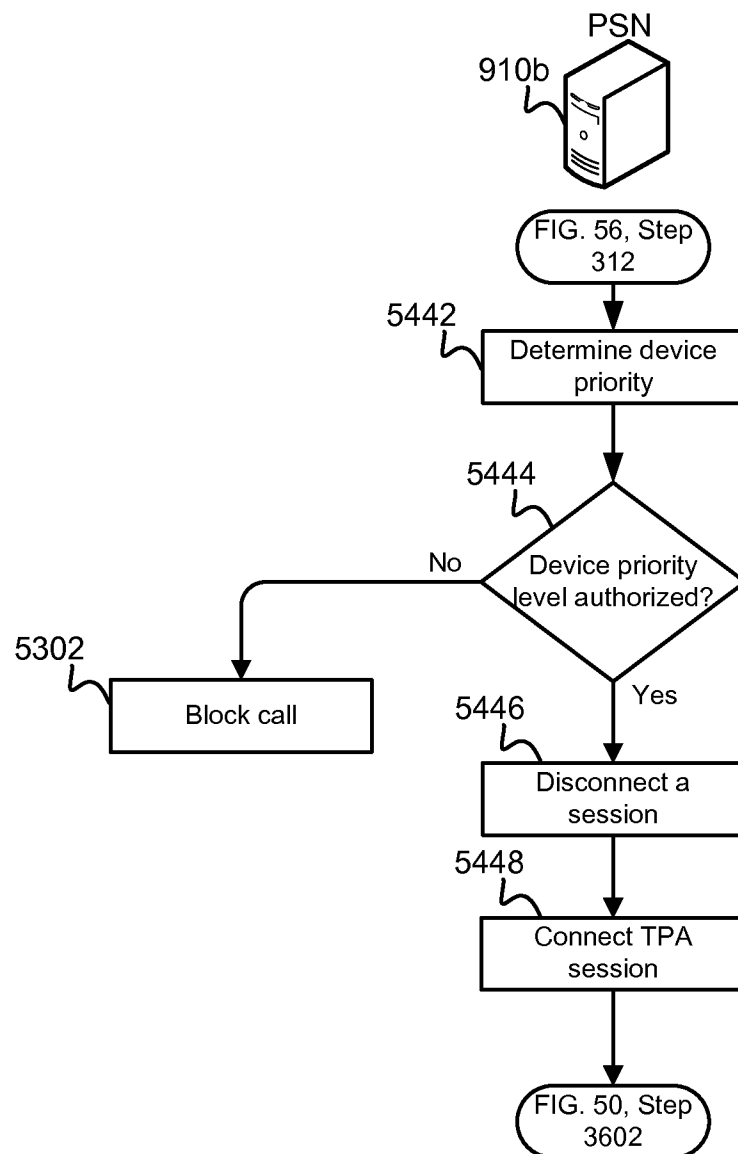 PSN
910b
FIG. 56, Step
312
5442
Determine device
priority
5444
No
Device priority
level authorized?
5302
Block call
Yes
5446
Disconnect a
session
5448
Connect TPA
session
FIG. 50, Step
3602